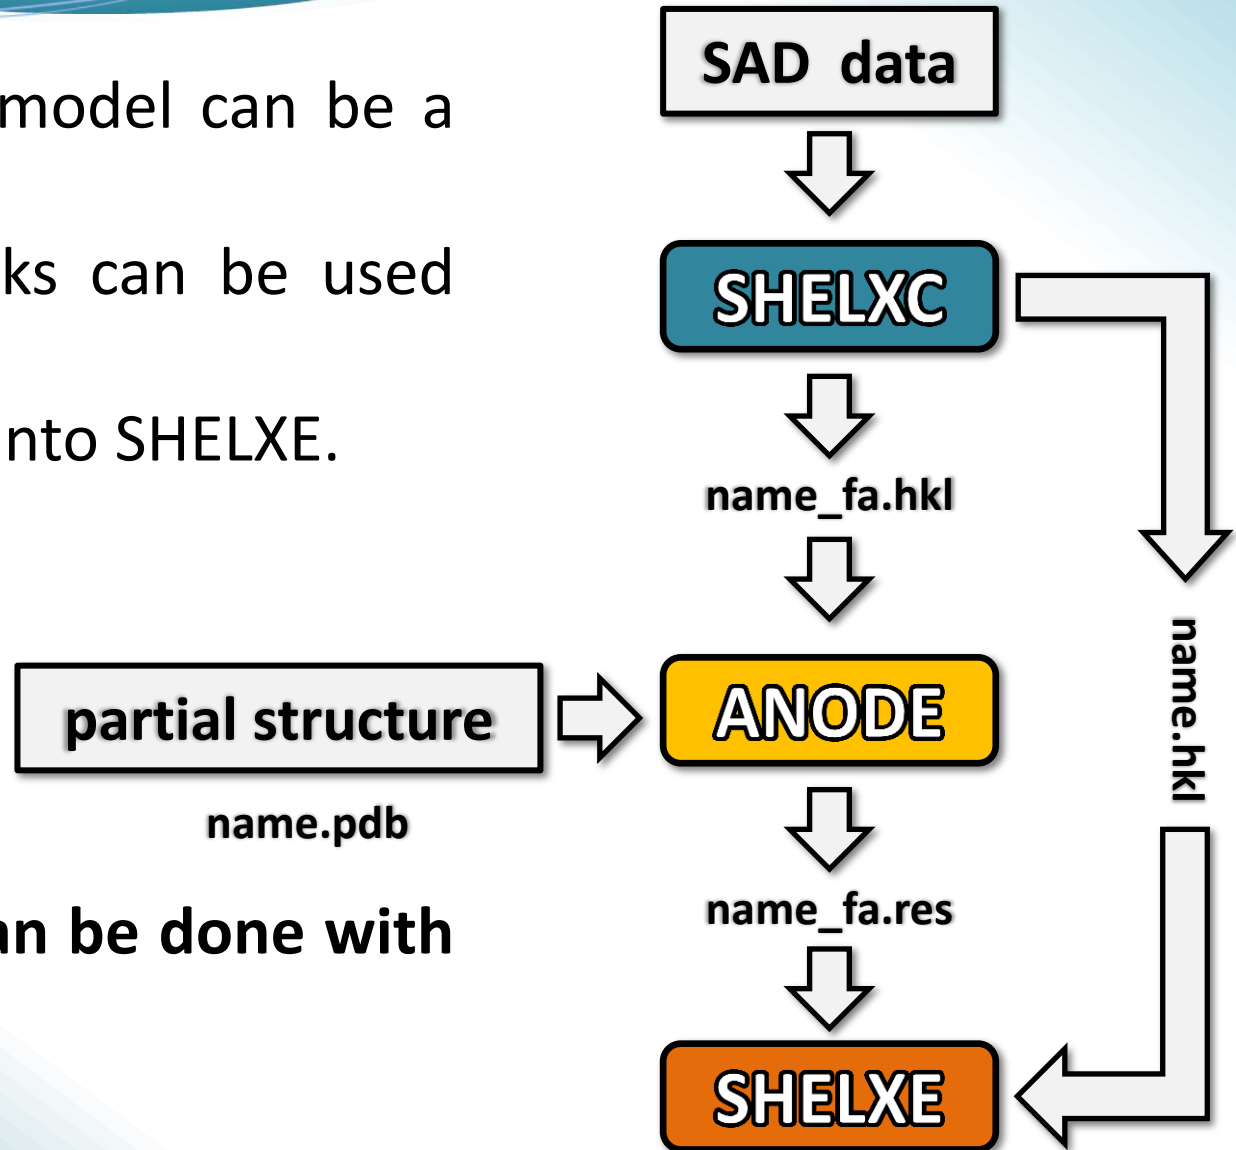 model can be a
ks can be used
nto SHELXE.
partial structure
name.pdb
an be done with
SAD data
SHELXC
name_fa.hkl
ANODE
name_fa.res
SHELXE
name.hkl